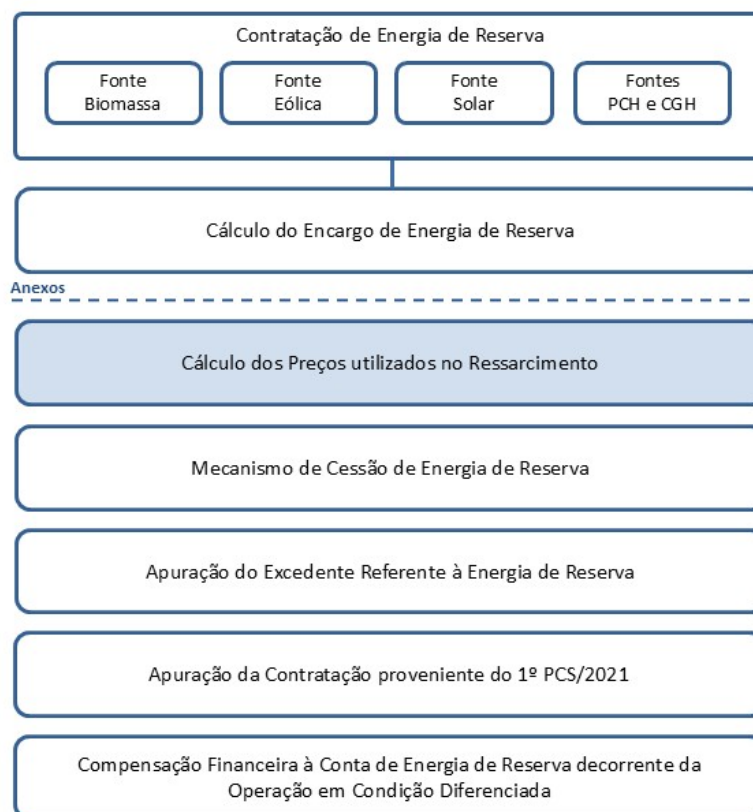 Contratação de Energia de Reserva
Fonte
Biomassa
Fonte
Eólica
Fonte
Solar
Fontes
PCH e CGH
Cálculo do Encargo de Energia de Reserva
Anexos
Cálculo dos Preços utilizados no Ressarcimento
Mecanismo de Cessão de Energia de Reserva
Apuração do Excedente Referente à Energia de Reserva
Apuração da Contratação proveniente do 1º PCS/2021
Compensação Financeira à Conta de Energia de Reserva decorrente da
Operação em Condição Diferenciada